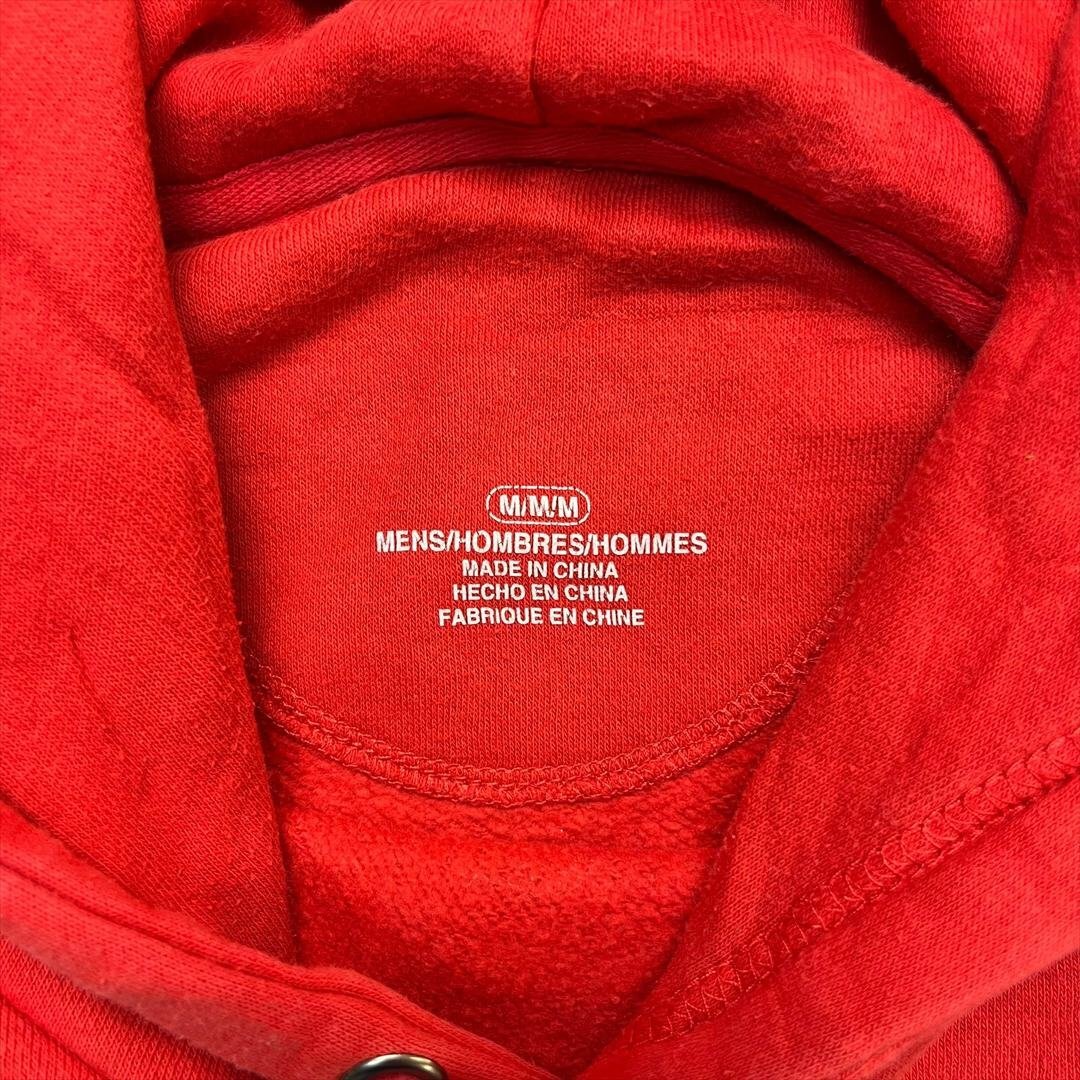 M/M/M
MENS/HOMBRES/HOMMES
MADE IN CHINA
HECHO EN CHINA
FABRIQUE EN CHINE